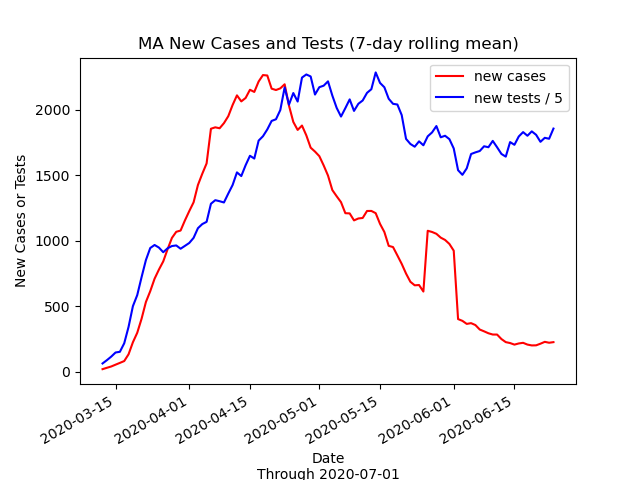 MA New Cases and Tests (7-day rolling mean)
new cases
new tests / 5
New Cases or Tests
2000
1500
1000
500
0
2020-03-15
2020-04-01
2020-04-15
2020-05-01
2020-05-15
2020-06-01
2020-06-15
Date
Through 2020-07-01